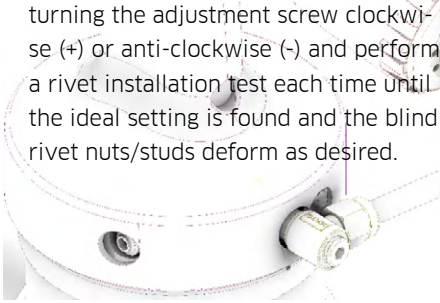 turning the adjustment screw clockwi-
se (+) or anti-clockwise (-) and perform
a rivet installation test each time until
the ideal setting is found and the blind
rivet nuts/studs deform as desired.